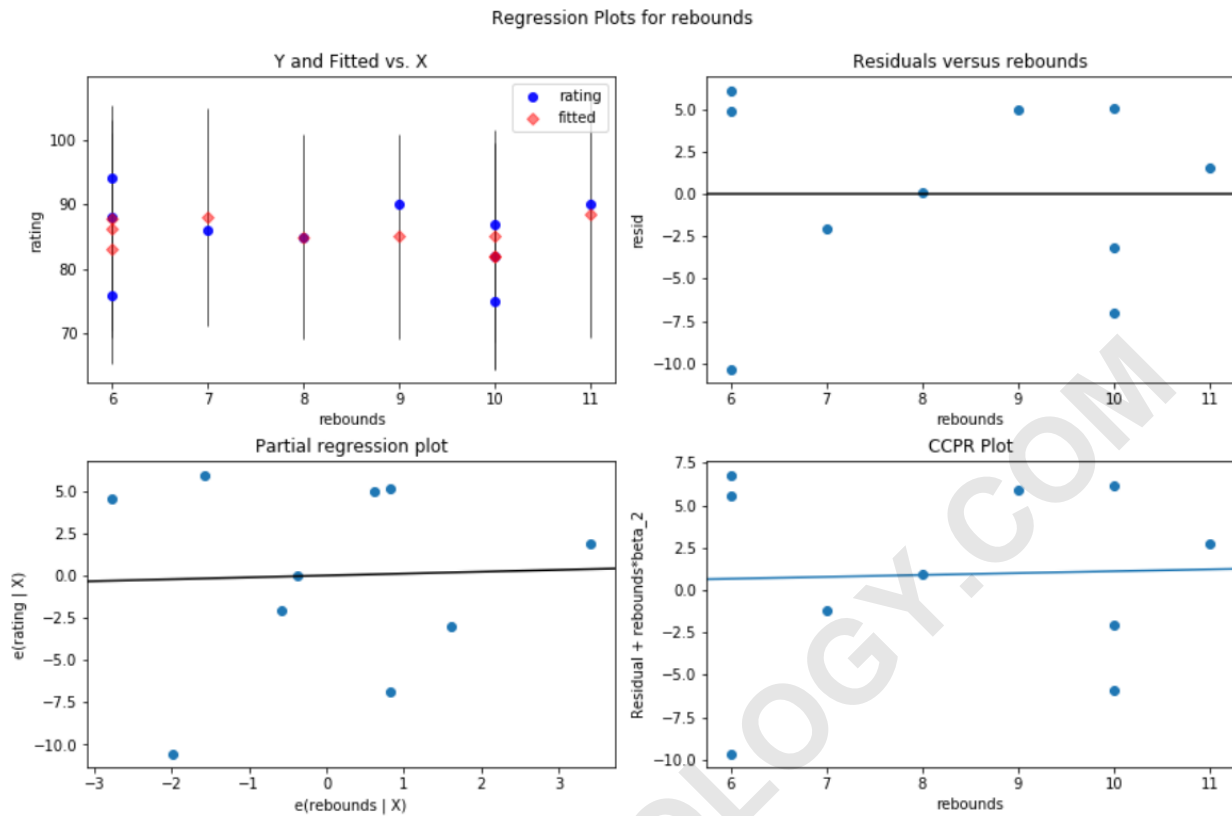 Regression Plots for rebounds
Y and Fitted vs. X
rating
fitted
100
90
80
70
rating
6 7 8 9 10 11
rebounds
Residuals versus rebounds
5.0
2.5
0.0
−2.5
−5.0
−7.5
−10.0
resid
6 7 8 9 10 11
rebounds
Partial regression plot
5.0
2.5
0.0
−2.5
−5.0
−7.5
−10.0
e(rating | X)
−3 −2 −1 0 1 2 3
e(rebounds | X)
CCPR Plot
7.5
5.0
2.5
0.0
−2.5
−5.0
−7.5
−10.0
Residual + rebounds*beta_2
6 7 8 9 10 11
rebounds
OLOGY.COM